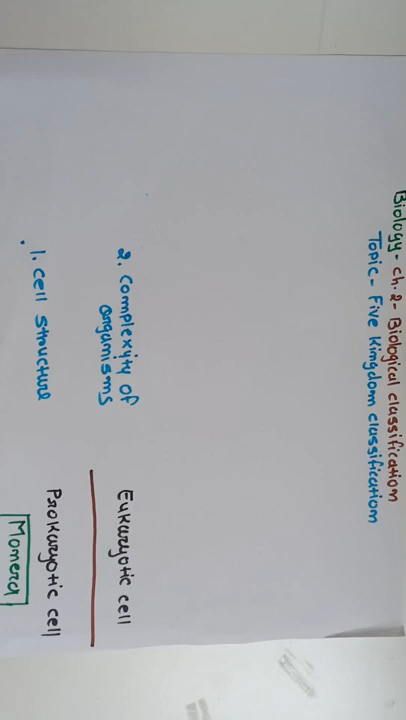 Biology- ch.2- Biological classification
Topic- Five Kingdom classification
Eukaryotic cell
2. Complexity of
organisms
Prokaryotic cell
1. cell structure
Monera